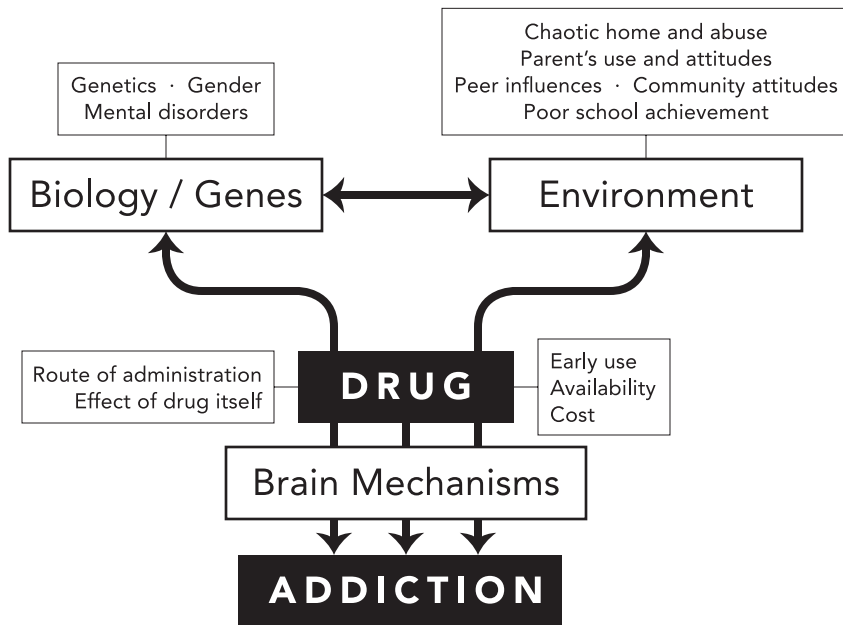 Chaotic home and abuse
Parent's use and attitudes
Peer influences · Community attitudes
Poor school achievement
Genetics · Gender
Mental disorders
Biology / Genes
Environment
Route of administration
Effect of drug itself
DRUG
Early use
Availability
Cost
Brain Mechanisms
ADDICTION